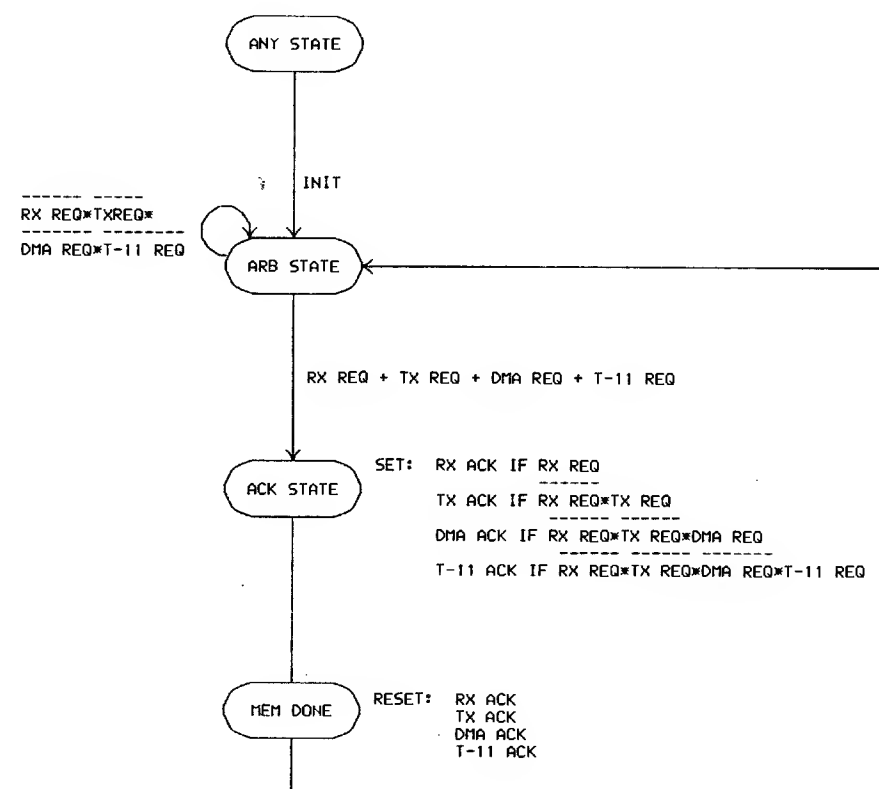 ANY STATE
INIT
------ -----
RX REQ*TXREQ*
------- --------
DMA REQ*T-11 REQ
ARB STATE
RX REQ + TX REQ + DMA REQ + T-11 REQ
ACK STATE
SET: RX ACK IF RX REQ
------
TX ACK IF RX REQ*TX REQ
------ ------
DMA ACK IF RX REQ*TX REQ*DMA REQ
------ ------ -------
T-11 ACK IF RX REQ*TX REQ*DMA REQ*T-11 REQ
MEM DONE
RESET: RX ACK
TX ACK
DMA ACK
T-11 ACK